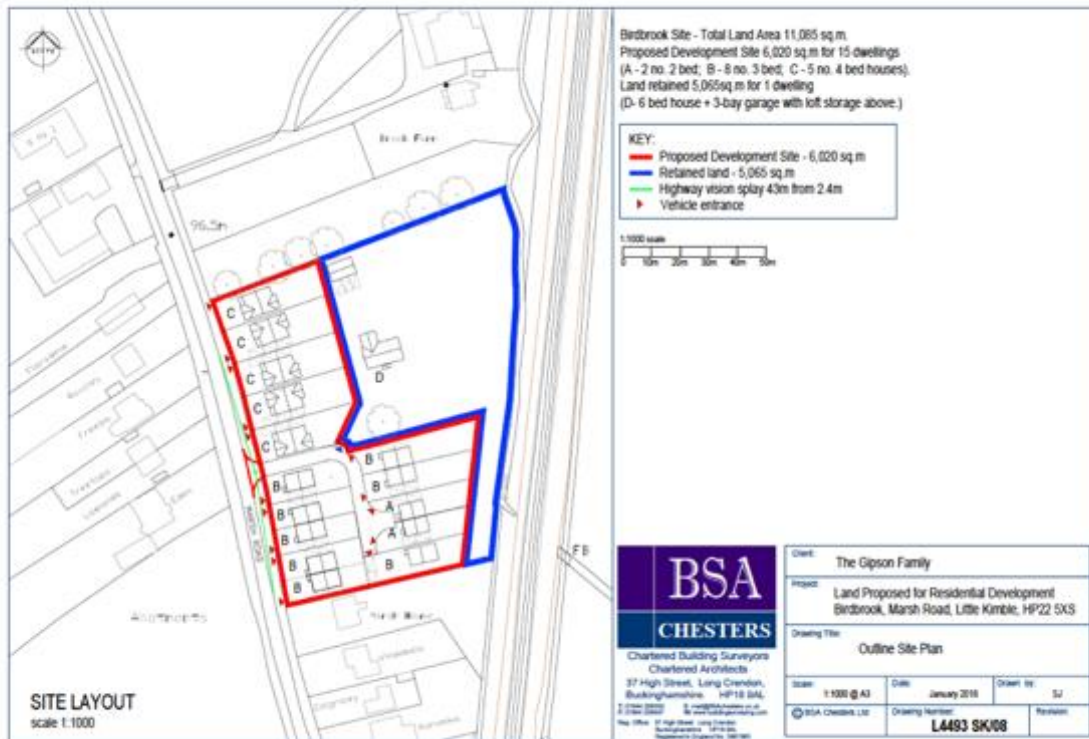 Birdbrook Site - Total Land Area 11,085 sq.m.
Proposed Development Site 6,020 sq.m for 15 dwellings
(A - 2 no. 2 bed; B - 8 no. 3 bed; C - 5 no. 4 bed houses).
Land retained 5,065sq.m for 1 dwelling
(D- 6 bed house + 3-bay garage with loft storage above.)
KEY:
Proposed Development Site - 6,020 sq.m
Retained land - 5,065 sq.m
Highway vision splay 43m from 2.4m
Vehicle entrance
1:1000 scale
0 10m 20m 30m 40m 50m
96.5m
C
C
C
C
C
D
B
B
B
B
B
B
B
A
A
B
FB
Allotments
SITE LAYOUT
scale 1:1000
BSA
CHESTERS
Chartered Building Surveyors
Chartered Architects
37 High Street, Long Crendon,
Buckinghamshire. HP18 9AL
Client:
The Gipson Family
Project:
Land Proposed for Residential Development
Birdbrook, Marsh Road, Little Kimble, HP22 5XS
Drawing Title:
Outline Site Plan
Scale:
1:1000 @ A3
Date:
January 2016
Drawn by:
SJ
© BSA Chesters Ltd
Drawing Number:
L4493 SK/08
Revision: